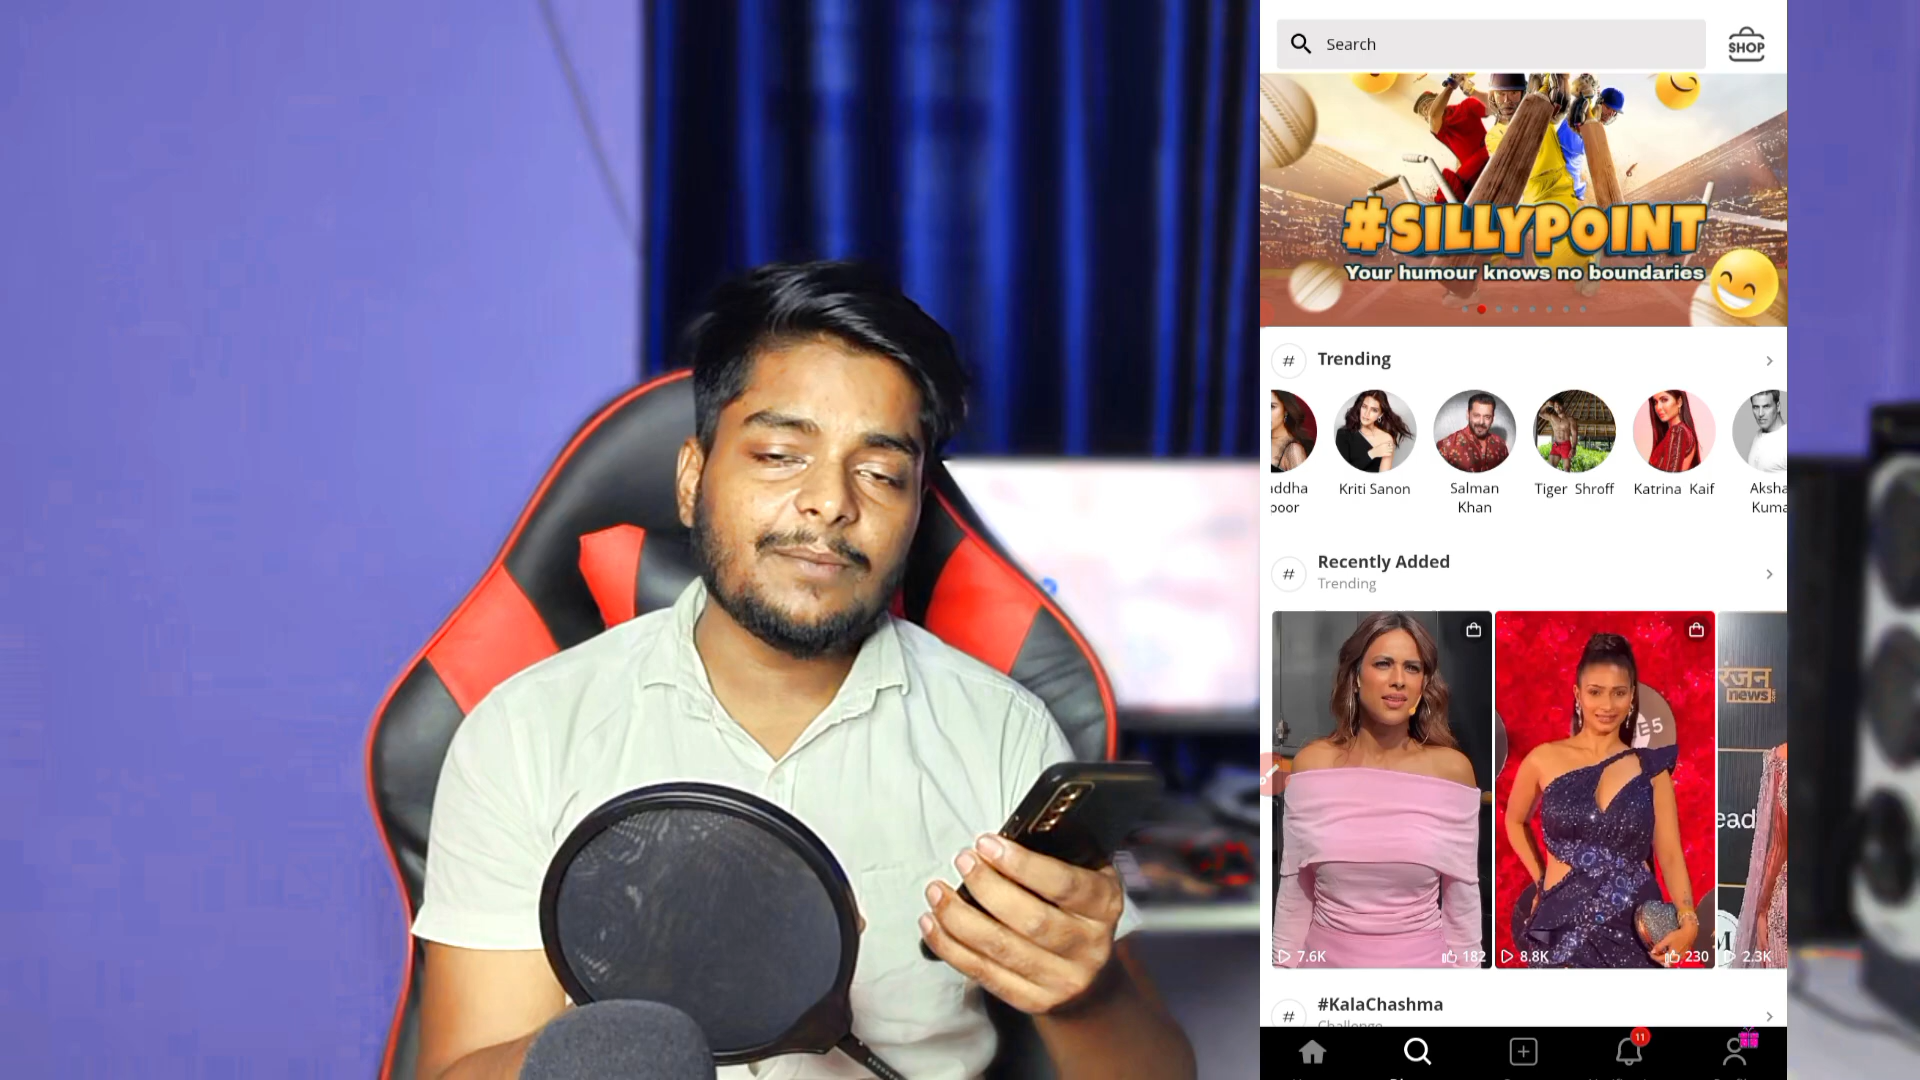 Search
SHOP
#SILLYPOINT
Your humour knows no boundaries
# Trending
Kriti Sanon
Salman
Khan
Tiger Shroff
Katrina Kaif
# Recently Added
Trending
7.6K
182
8.8K
230
2.3K
news
# #KalaChashma
11